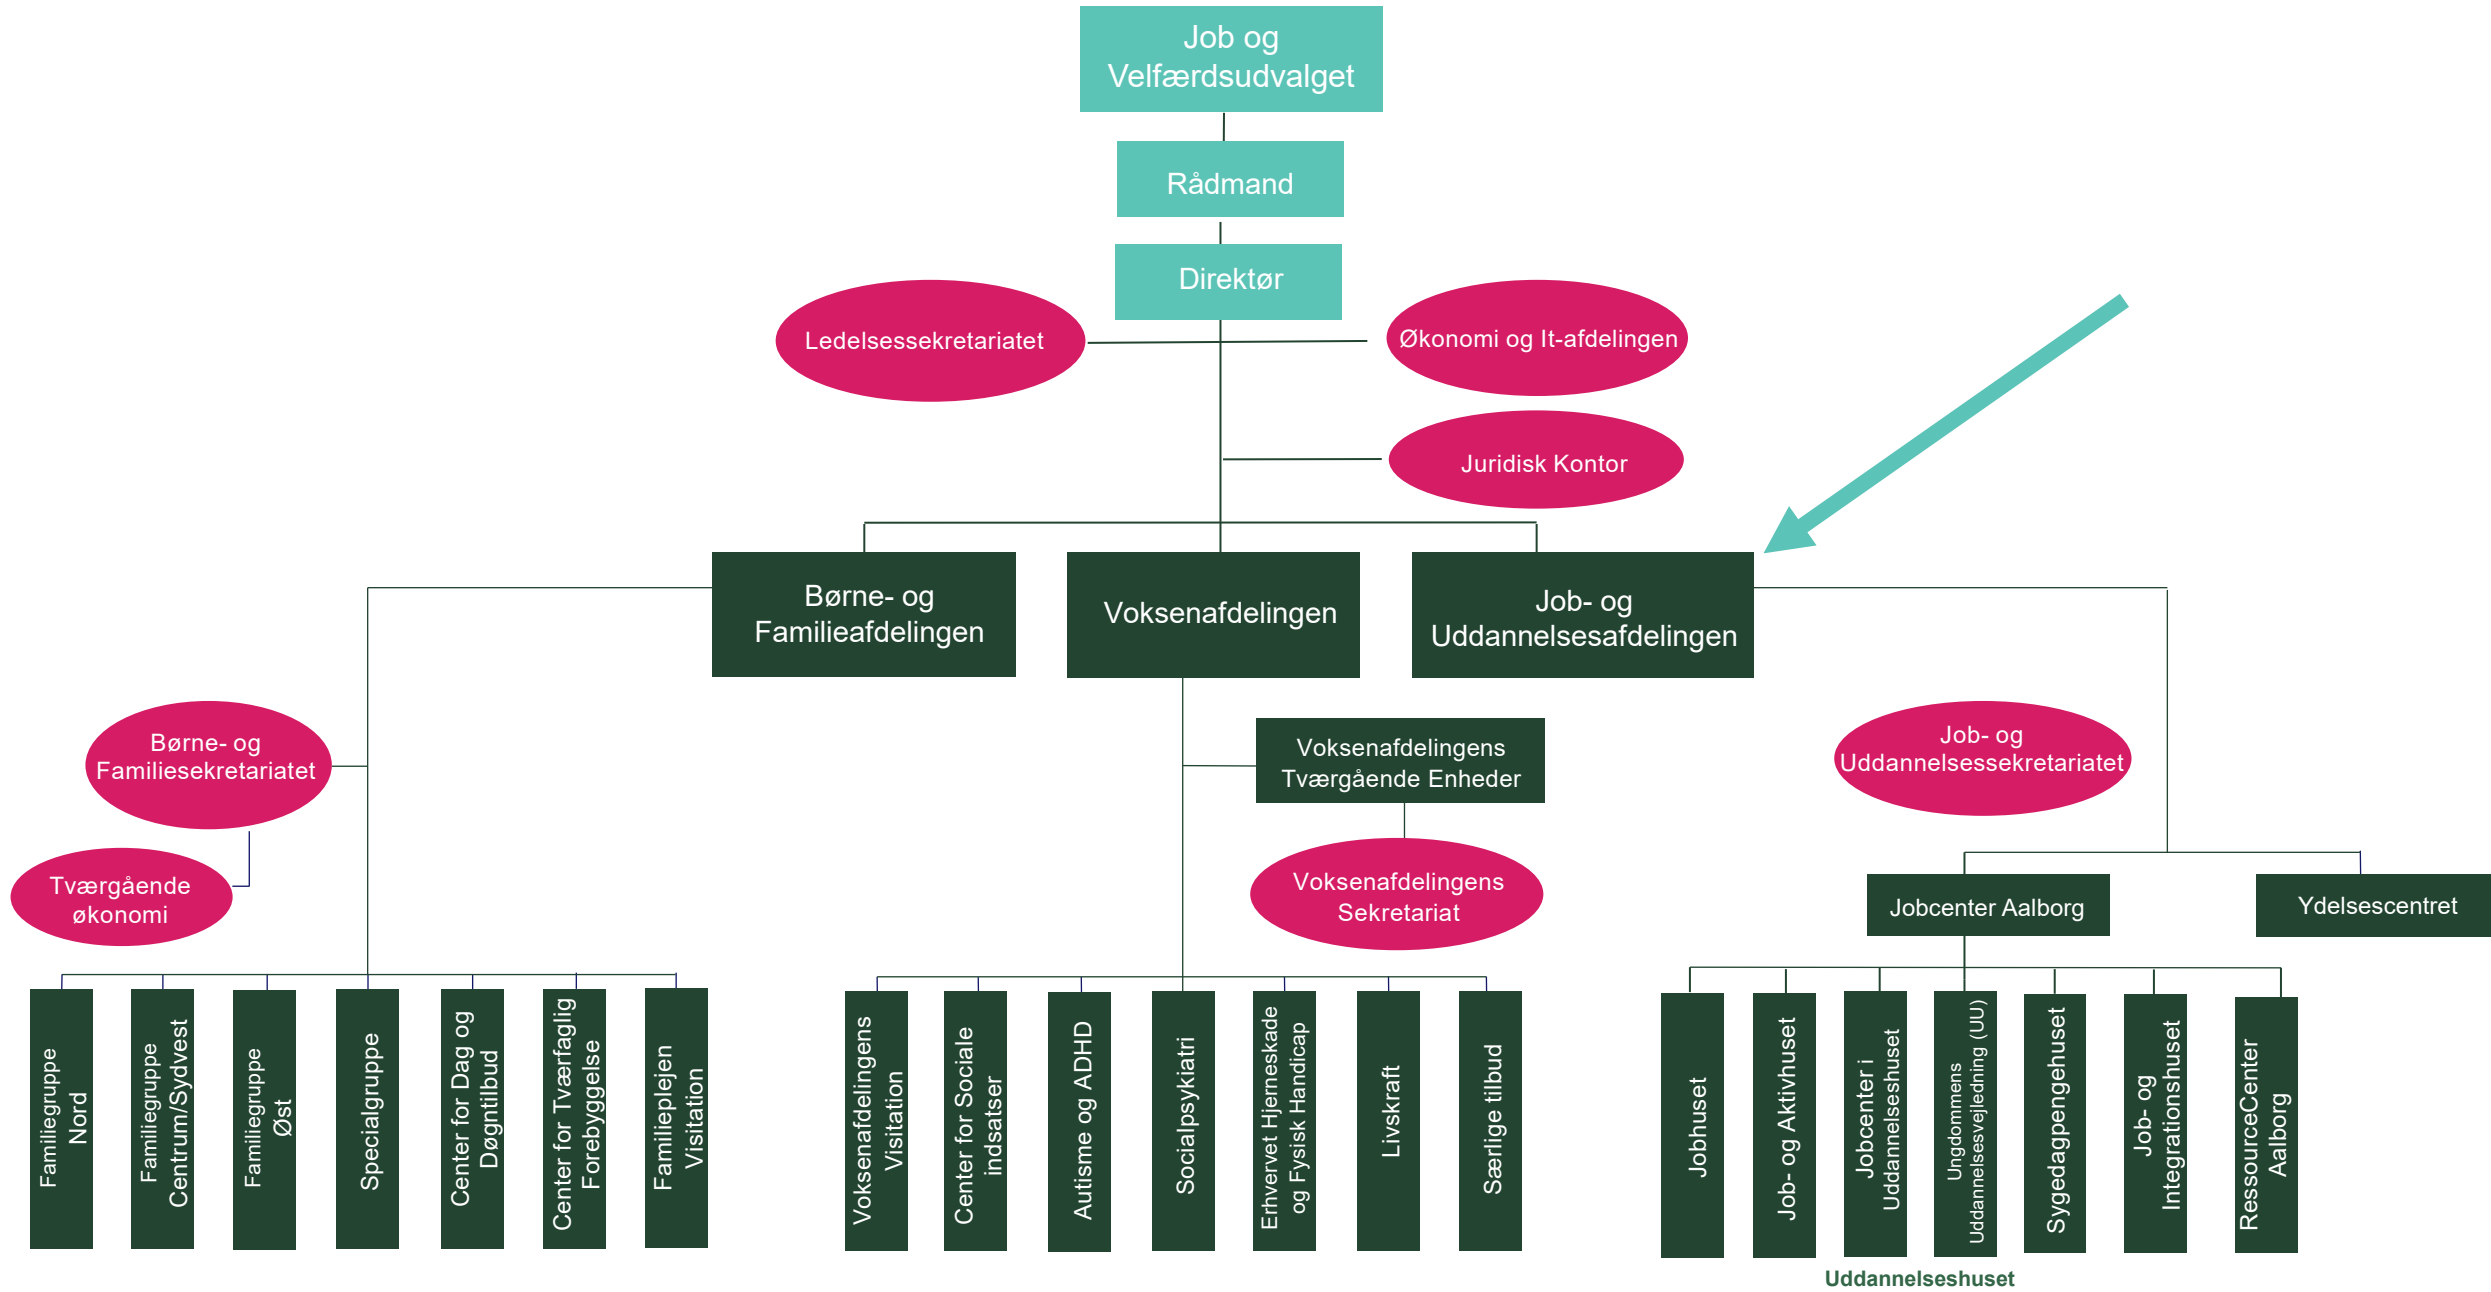 Job og
Velfærdsudvalget
Rådmand
Direktør
Ledelsessekretariatet
Økonomi og It-afdelingen
Juridisk Kontor
Børne- og
Familieafdelingen
Voksenafdelingen
Job- og
Uddannelsesafdelingen
Børne- og
Familiesekretariatet
Tværgående
økonomi
Voksenafdelingens
Tværgående Enheder
Voksenafdelingens
Sekretariat
Job- og
Uddannelsessekretariatet
Jobcenter Aalborg
Ydelsescentret
Familiegruppe
Nord
Familiegruppe
Centrum/Sydvest
Familiegruppe
Øst
Specialgruppe
Center for Dag og
Døgntilbud
Center for Tværfaglig
Forebyggelse
Familieplejen
Visitation
Voksenafdelingens
Visitation
Center for Sociale
indsatser
Autisme og ADHD
Socialpsykiatri
Erhvervet Hjerneskade
og Fysisk Handicap
Livskraft
Særlige tilbud
Jobhuset
Job- og Aktivhuset
Jobcenter i
Uddannelseshuset
Ungdommens
Uddannelsesvejledning (UU)
Sygedagpengehuset
Job- og
Integrationshuset
RessourceCenter
Aalborg
Uddannelseshuset